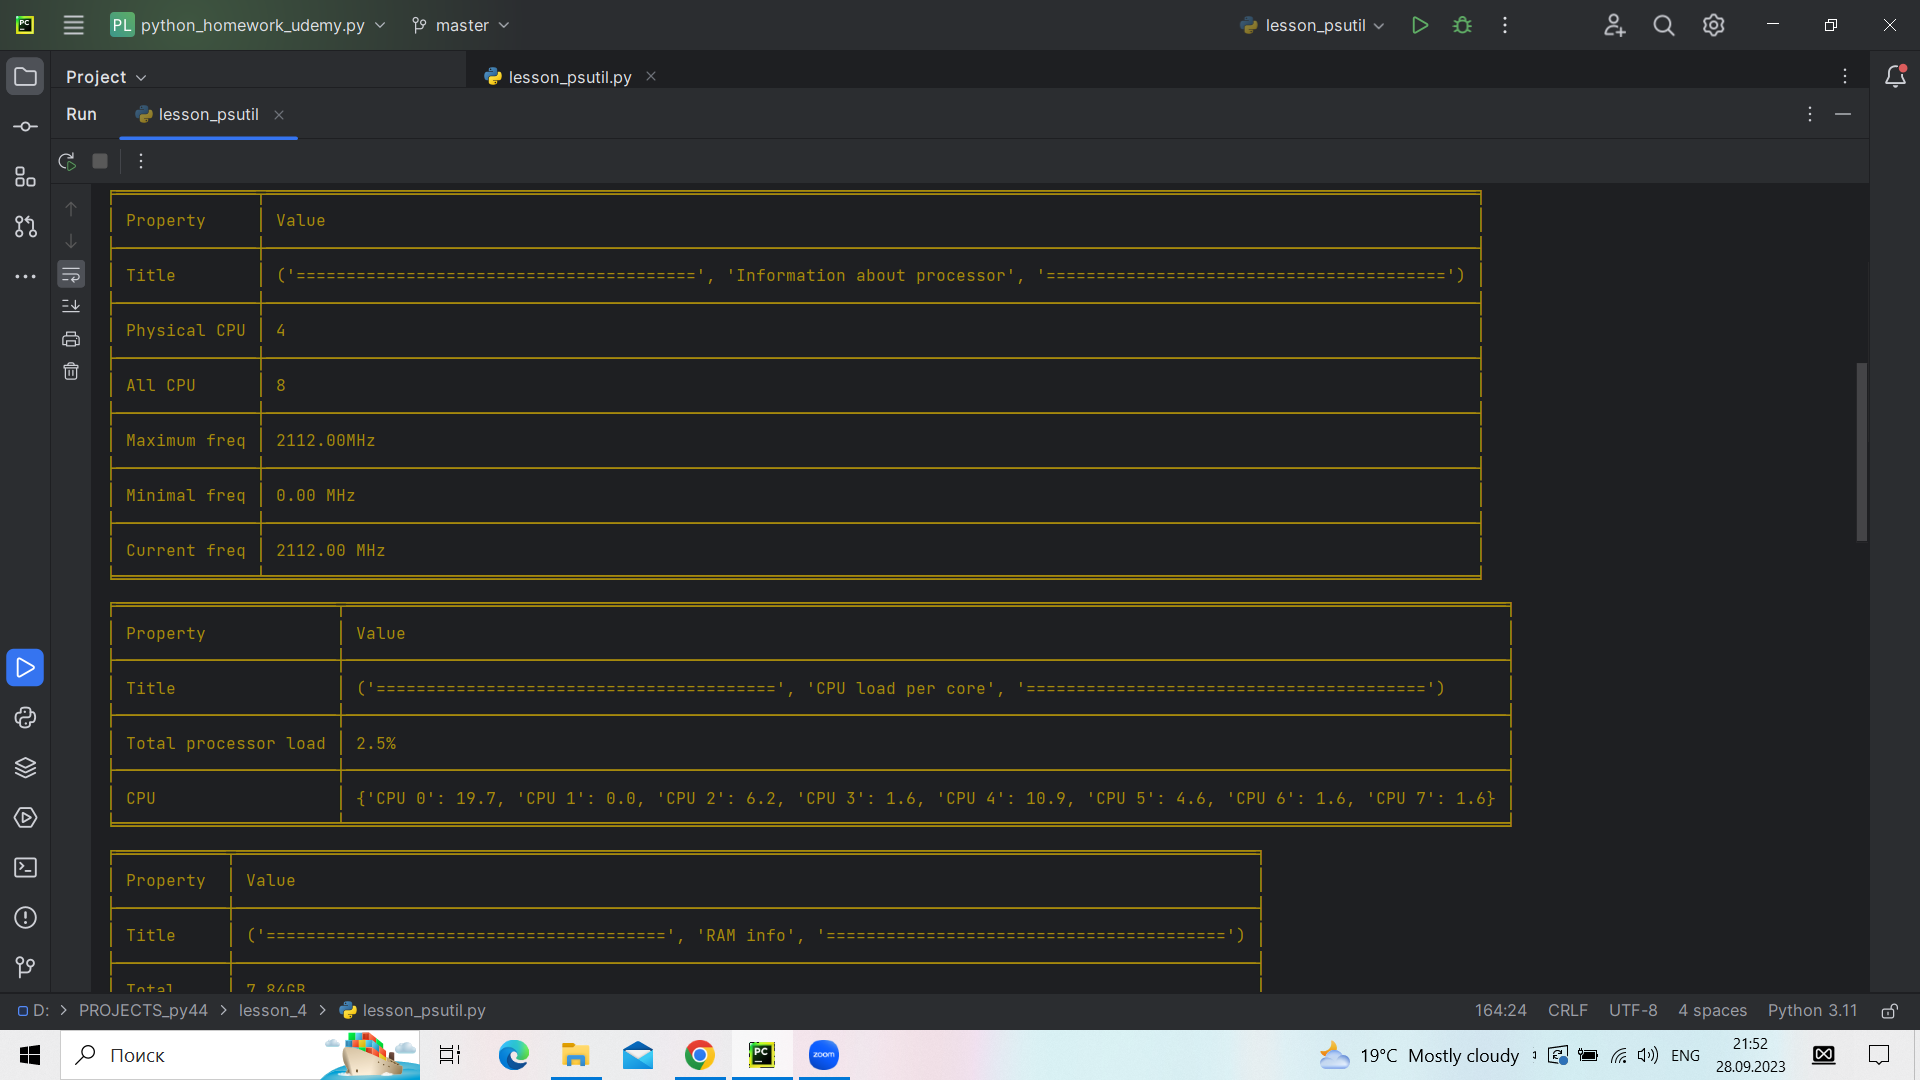 PC
PL python_homework_udemy.py
master
lesson_psutil
Project
lesson_psutil.py
Run
lesson_psutil
Property Value
Title ('========================================', 'Information about processor', '========================================')
Physical CPU 4
All CPU 8
Maximum freq 2112.00MHz
Minimal freq 0.00 MHz
Current freq 2112.00 MHz
Property Value
Title ('========================================', 'CPU load per core', '========================================')
Total processor load 2.5%
CPU {'CPU 0': 19.7, 'CPU 1': 0.0, 'CPU 2': 6.2, 'CPU 3': 1.6, 'CPU 4': 10.9, 'CPU 5': 4.6, 'CPU 6': 1.6, 'CPU 7': 1.6}
Property Value
Title ('========================================', 'RAM info', '========================================')
Total 7.84GB
D: > PROJECTS_py44 > lesson_4 > lesson_psutil.py
164:24 CRLF UTF-8 4 spaces Python 3.11
Поиск
PC
zoom
19°C Mostly cloudy
ENG
21:52
28.09.2023